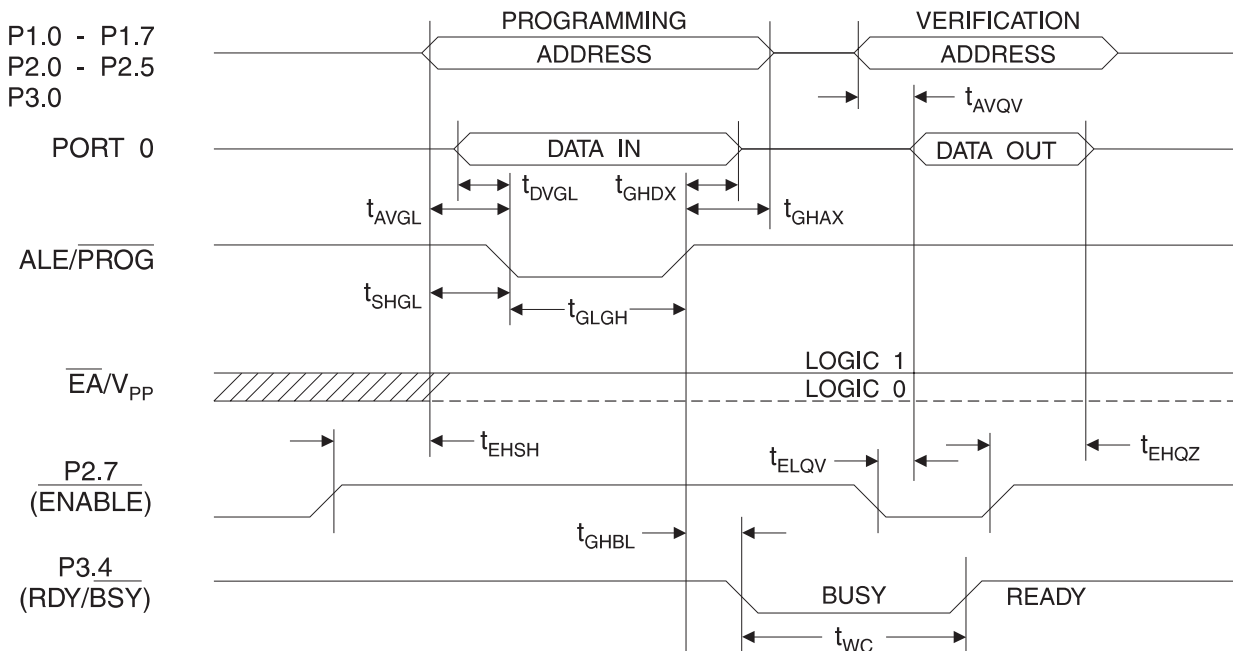 PROGRAMMING VERIFICATION
P1.0 - P1.7
P2.0 - P2.5
P3.0
ADDRESS ADDRESS
tAVQV
PORT 0
DATA IN DATA OUT
tDVGL tGHDX
tAVGL tGHAX
ALE/PROG
tSHGL tGLGH
LOGIC 1
EA/VPP
LOGIC 0
tEHSH tELQV tEHQZ
P2.7
(ENABLE)
tGHBL
P3.4
(RDY/BSY)
BUSY READY
tWC